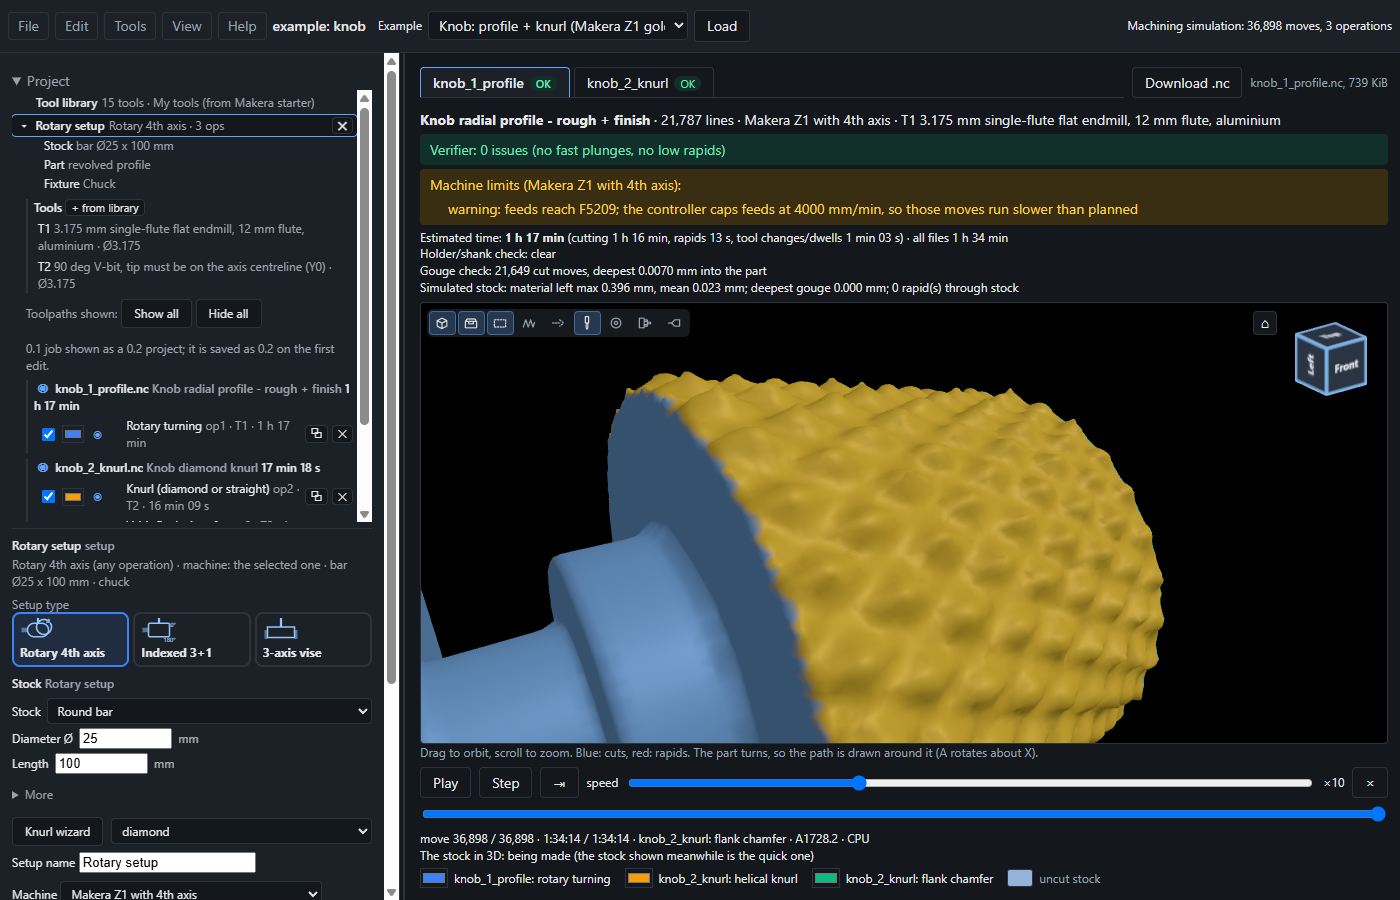 File Edit Tools View Help example: knob Example Knob: profile + knurl (Makera Z1 gol Load Machining simulation: 36,898 moves, 3 operations
Project
Tool library 15 tools · My tools (from Makera starter)
Rotary setup Rotary 4th axis · 3 ops
Stock bar Ø25 x 100 mm
Part revolved profile
Fixture Chuck
Tools + from library
T1 3.175 mm single-flute flat endmill, 12 mm flute,
aluminium · Ø3.175
T2 90 deg V-bit, tip must be on the axis centreline (Y0) ·
Ø3.175
Toolpaths shown: Show all Hide all
0.1 job shown as a 0.2 project; it is saved as 0.2 on the first
edit.
knob_1_profile.nc Knob radial profile - rough + finish 1
h 17 min
Rotary turning op1 · T1 · 1 h 17
min
knob_2_knurl.nc Knob diamond knurl 17 min 18 s
Knurl (diamond or straight) op2 ·
T2 · 16 min 09 s
Rotary setup setup
Rotary 4th axis (any operation) · machine: the selected one · bar
Ø25 x 100 mm · chuck
Setup type
Rotary 4th axis Indexed 3+1 3-axis vise
Stock Rotary setup
Stock Round bar
Diameter Ø 25 mm
Length 100 mm
More
Knurl wizard diamond
Setup name Rotary setup
Machine Makera Z1 with 4th axis
knob_1_profile OK knob_2_knurl OK Download .nc knob_1_profile.nc, 739 KiB
Knob radial profile - rough + finish · 21,787 lines · Makera Z1 with 4th axis · T1 3.175 mm single-flute flat endmill, 12 mm flute, aluminium
Verifier: 0 issues (no fast plunges, no low rapids)
Machine limits (Makera Z1 with 4th axis):
warning: feeds reach F5209; the controller caps feeds at 4000 mm/min, so those moves run slower than planned
Estimated time: 1 h 17 min (cutting 1 h 16 min, rapids 13 s, tool changes/dwells 1 min 03 s) · all files 1 h 34 min
Holder/shank check: clear
Gouge check: 21,649 cut moves, deepest 0.0070 mm into the part
Simulated stock: material left max 0.396 mm, mean 0.023 mm; deepest gouge 0.000 mm; 0 rapid(s) through stock
Left Front
Drag to orbit, scroll to zoom. Blue: cuts, red: rapids. The part turns, so the path is drawn around it (A rotates about X).
Play Step speed ×10
move 36,898 / 36,898 · 1:34:14 / 1:34:14 · knob_2_knurl: flank chamfer · A1728.2 · CPU
The stock in 3D: being made (the stock shown meanwhile is the quick one)
knob_1_profile: rotary turning knob_2_knurl: helical knurl knob_2_knurl: flank chamfer uncut stock